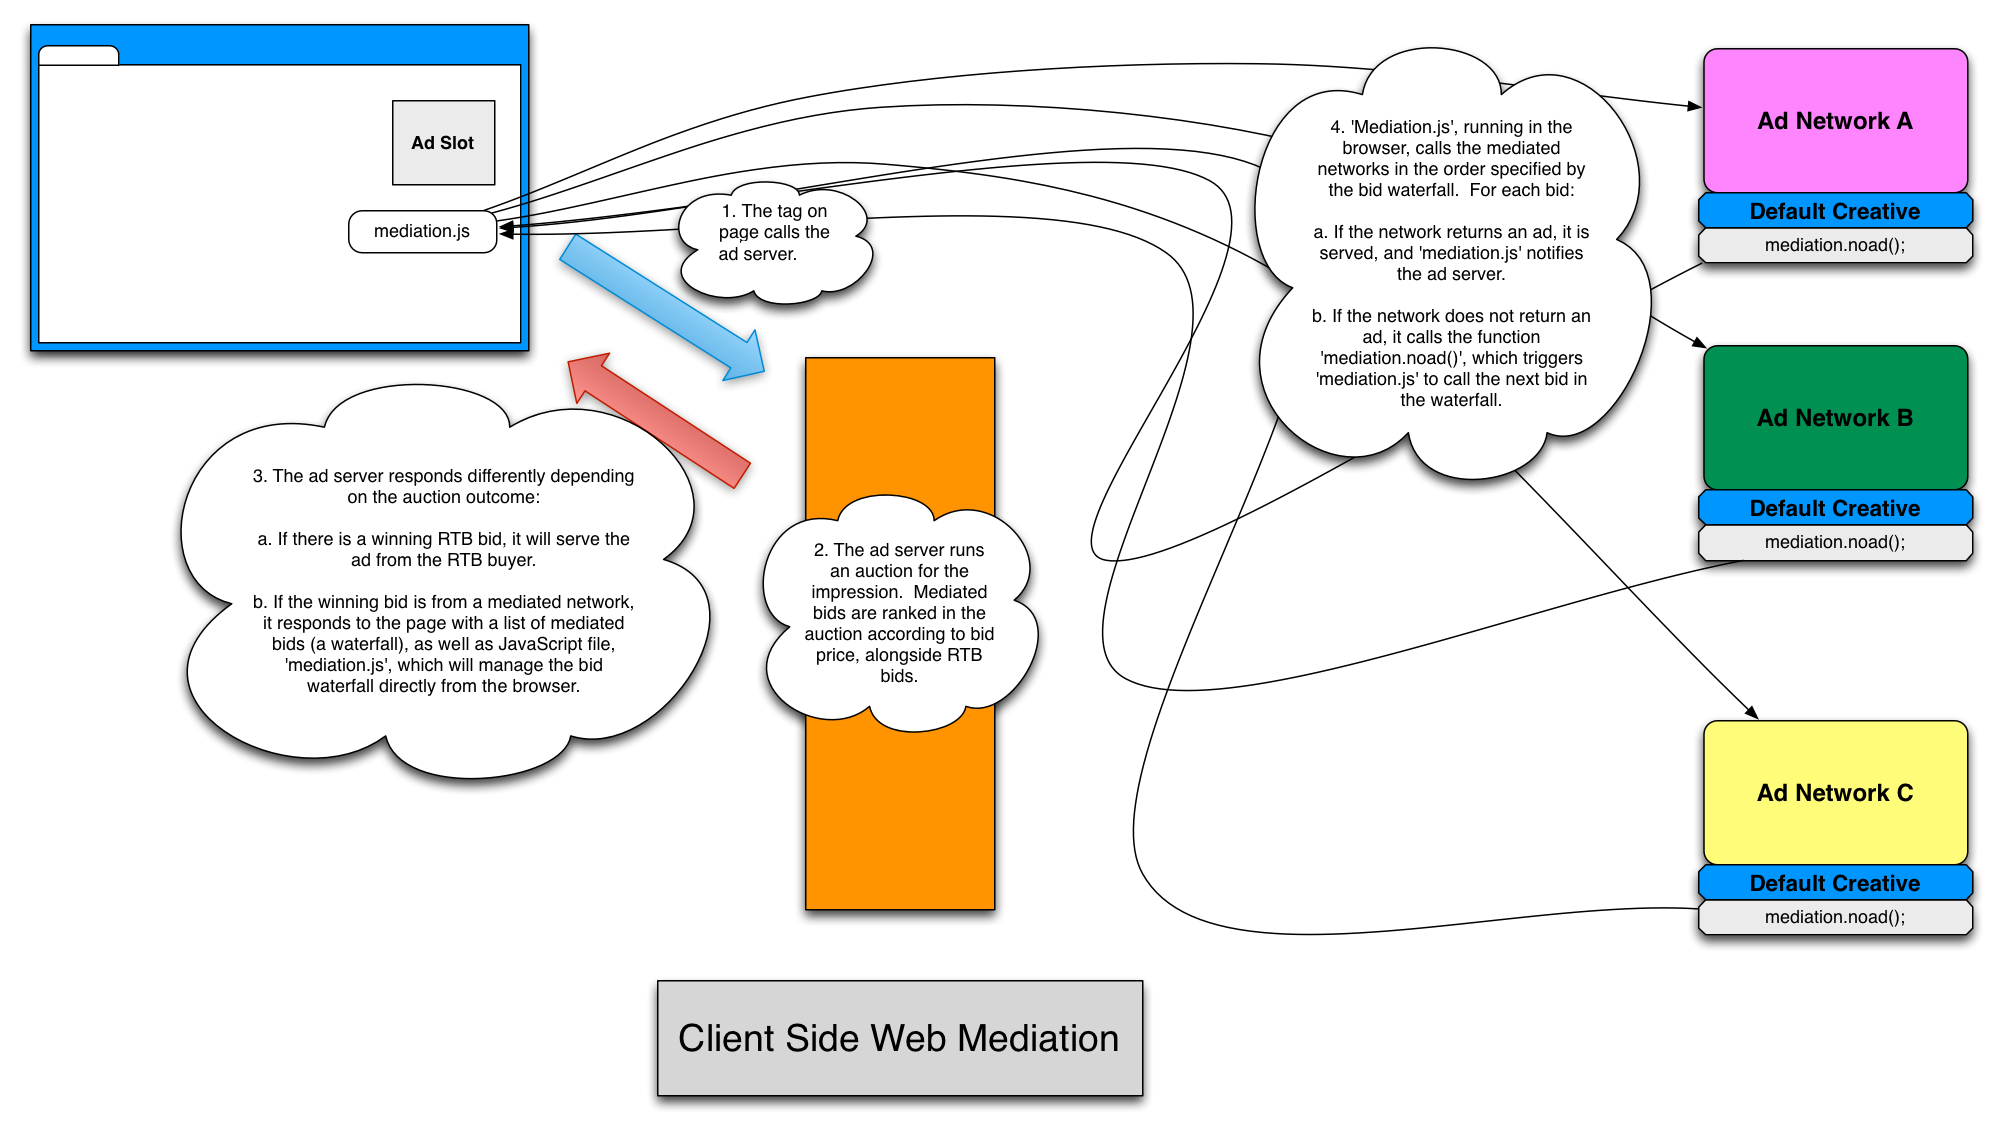 Ad Slot
mediation.js
1. The tag on
page calls the
ad server.
3. The ad server responds differently depending
on the auction outcome:
a. If there is a winning RTB bid, it will serve the
ad from the RTB buyer.
b. If the winning bid is from a mediated network,
it responds to the page with a list of mediated
bids (a waterfall), as well as JavaScript file,
'mediation.js', which will manage the bid
waterfall directly from the browser.
2. The ad server runs
an auction for the
impression.  Mediated
bids are ranked in the
auction according to bid
price, alongside RTB
bids.
4. 'Mediation.js', running in the
browser, calls the mediated
networks in the order specified by
the bid waterfall.  For each bid:
a. If the network returns an ad, it is
served, and 'mediation.js' notifies
the ad server.
b. If the network does not return an
ad, it calls the function
'mediation.noad()', which triggers
'mediation.js' to call the next bid in
the waterfall.
Ad Network A
Default Creative
mediation.noad();
Ad Network B
Default Creative
mediation.noad();
Ad Network C
Default Creative
mediation.noad();
Client Side Web Mediation